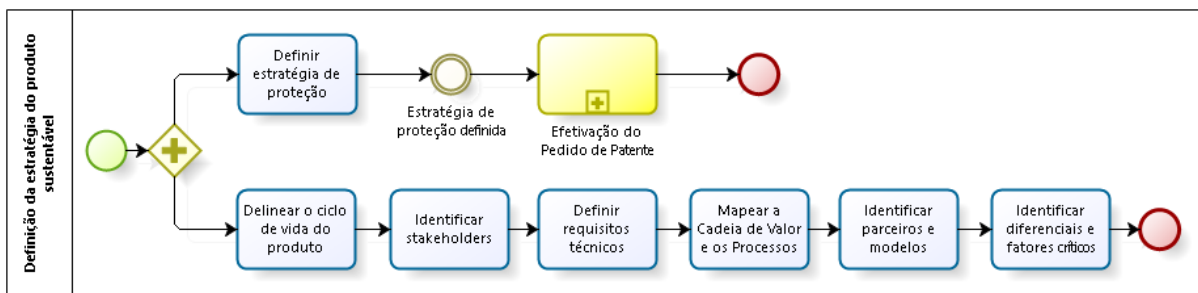 Definição da estratégia do produto
sustentável
Definir
estratégia de
proteção
Estratégia de
proteção definida
Efetivação do
Pedido de Patente
Delinear o ciclo
de vida do
produto
Identificar
stakeholders
Definir
requisitos
técnicos
Mapear a
Cadeia de Valor
e os Processos
Identificar
parceiros e
modelos
Identificar
diferenciais e
fatores críticos